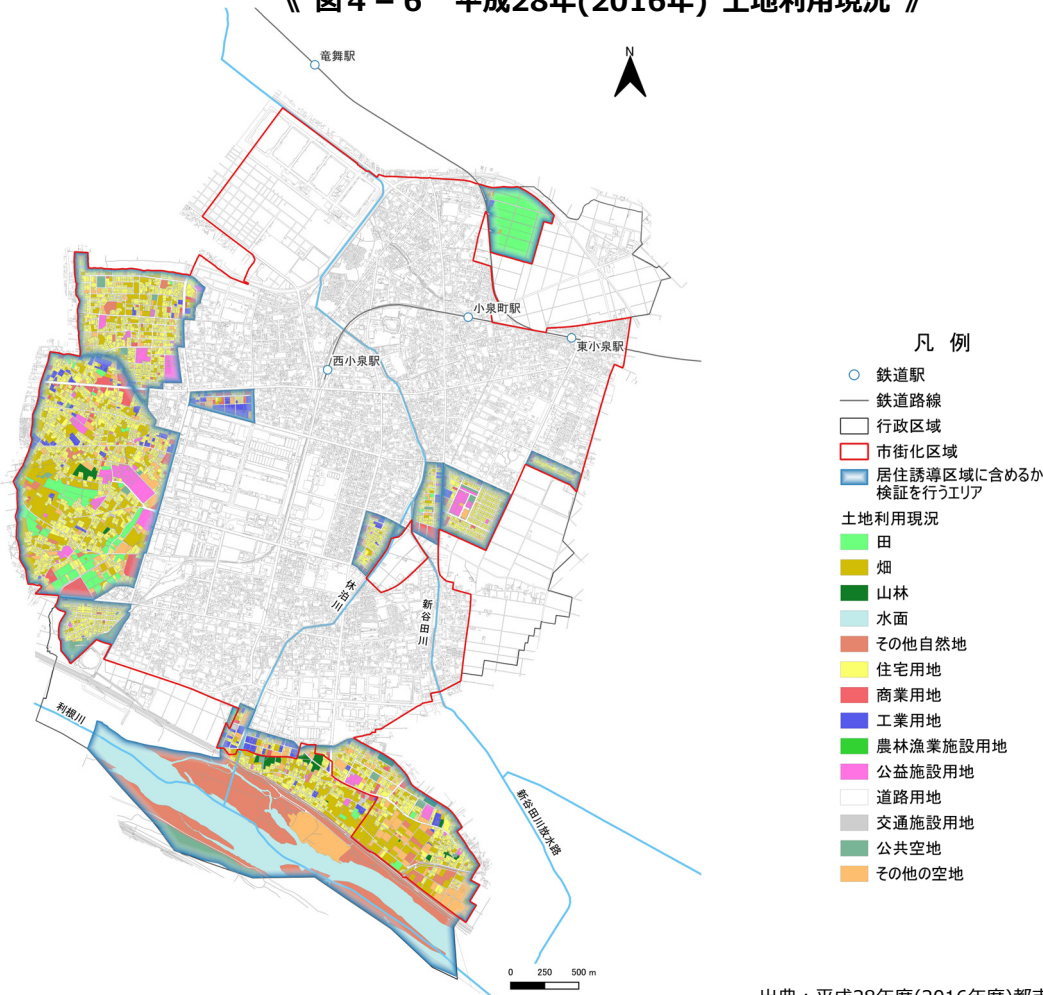 《 図４－６　平成28年(2016年) 土地利用現況 》
竜舞駅
N
小泉町駅
東小泉駅
西小泉駅
休泊川
新谷田川
利根川
新谷田川放水路
0 250 500 m
凡 例
鉄道駅
鉄道路線
行政区域
市街化区域
居住誘導区域に含めるか
検証を行うエリア
土地利用現況
田
畑
山林
水面
その他自然地
住宅用地
商業用地
工業用地
農林漁業施設用地
公益施設用地
道路用地
交通施設用地
公共空地
その他の空地
出典：平成28年度(2016年度)都市